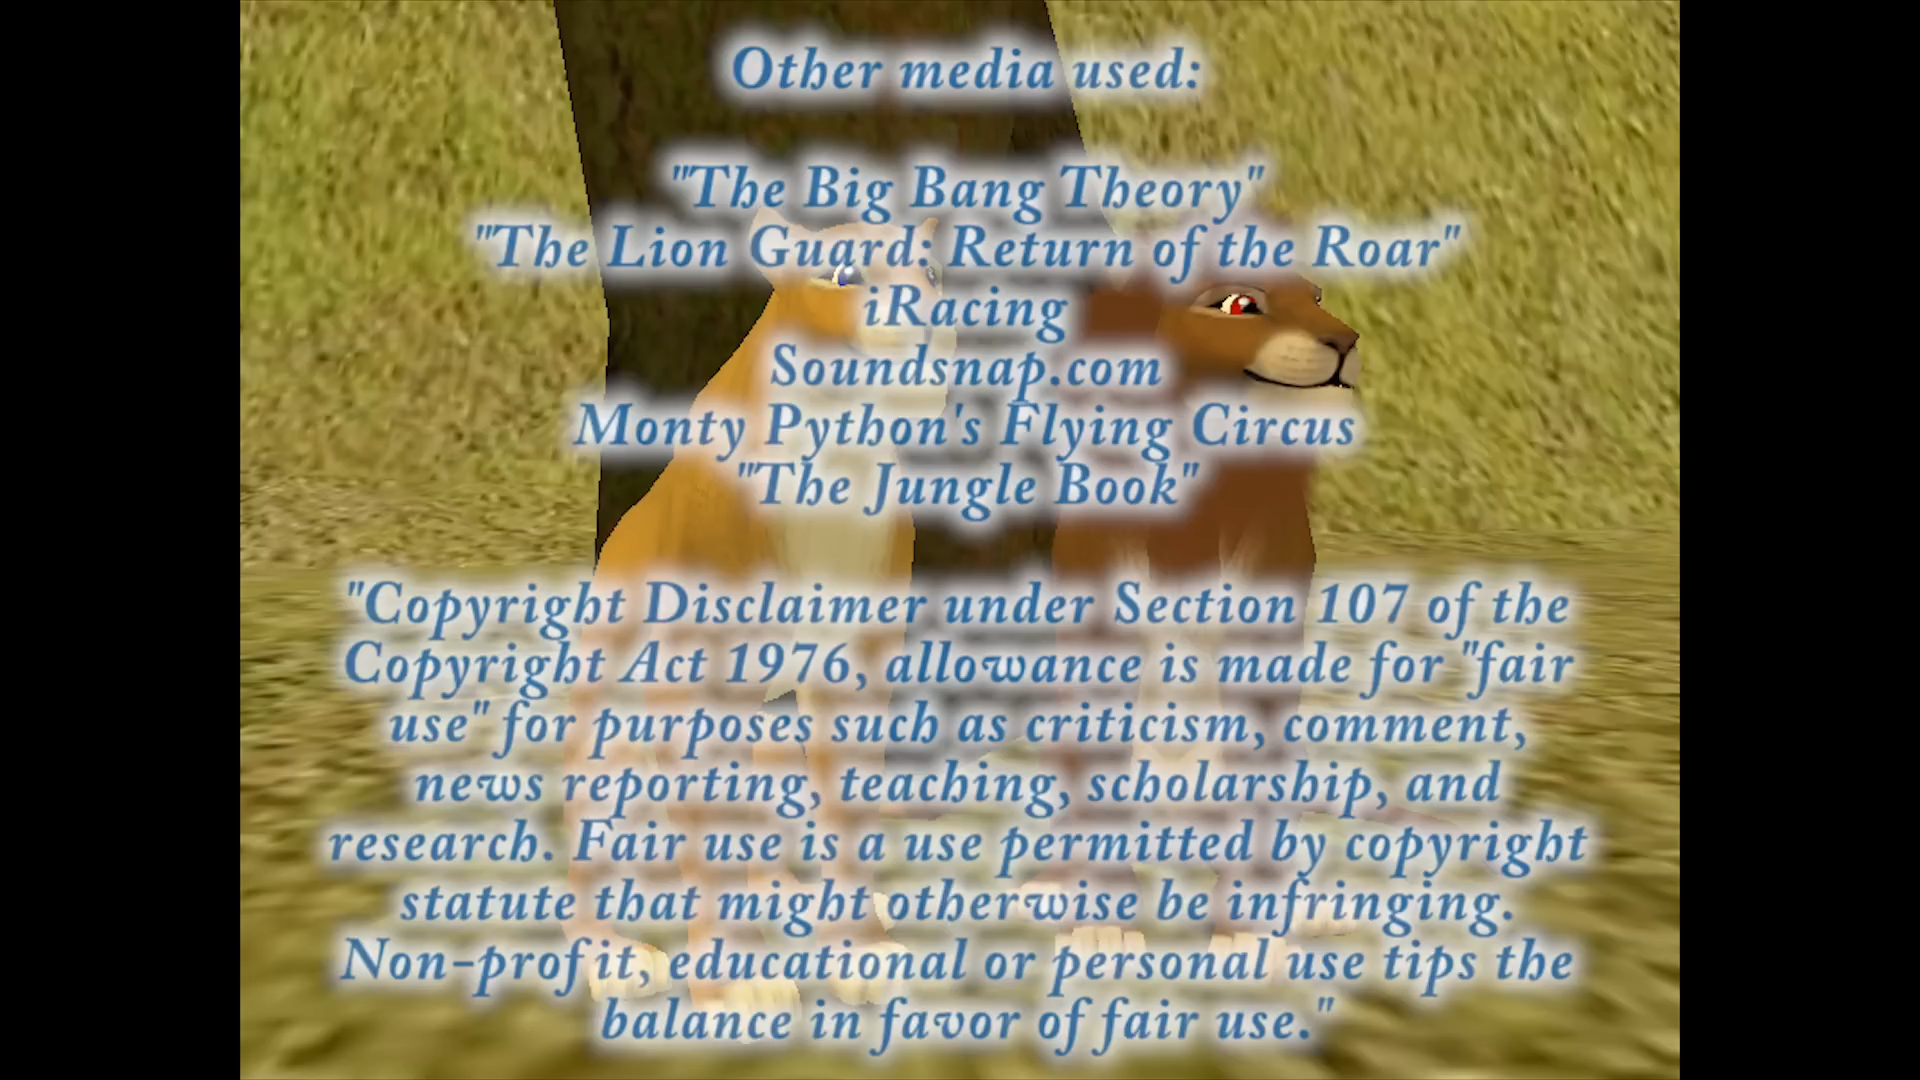 Other media used:
"The Big Bang Theory"
"The Lion Guard: Return of the Roar"
iRacing
Soundsnap.com
Monty Python's Flying Circus
"The Jungle Book"
"Copyright Disclaimer under Section 107 of the
Copyright Act 1976, allowance is made for "fair
use" for purposes such as criticism, comment,
news reporting, teaching, scholarship, and
research. Fair use is a use permitted by copyright
statute that might otherwise be infringing.
Non-profit, educational or personal use tips the
balance in favor of fair use."